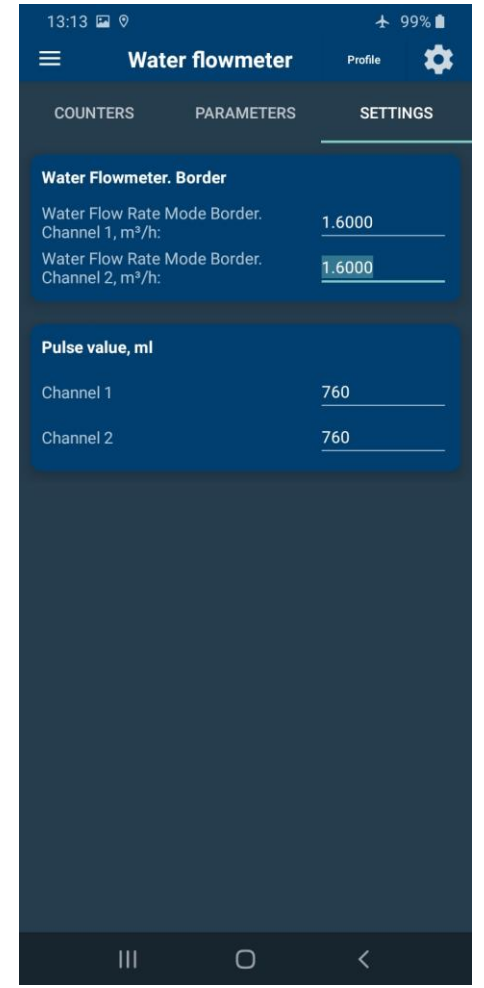 13:13 99%
Water flowmeter Profile
COUNTERS PARAMETERS SETTINGS
Water Flowmeter. Border
Water Flow Rate Mode Border.
Channel 1, m³/h: 1.6000
Water Flow Rate Mode Border.
Channel 2, m³/h: 1.6000
Pulse value, ml
Channel 1 760
Channel 2 760